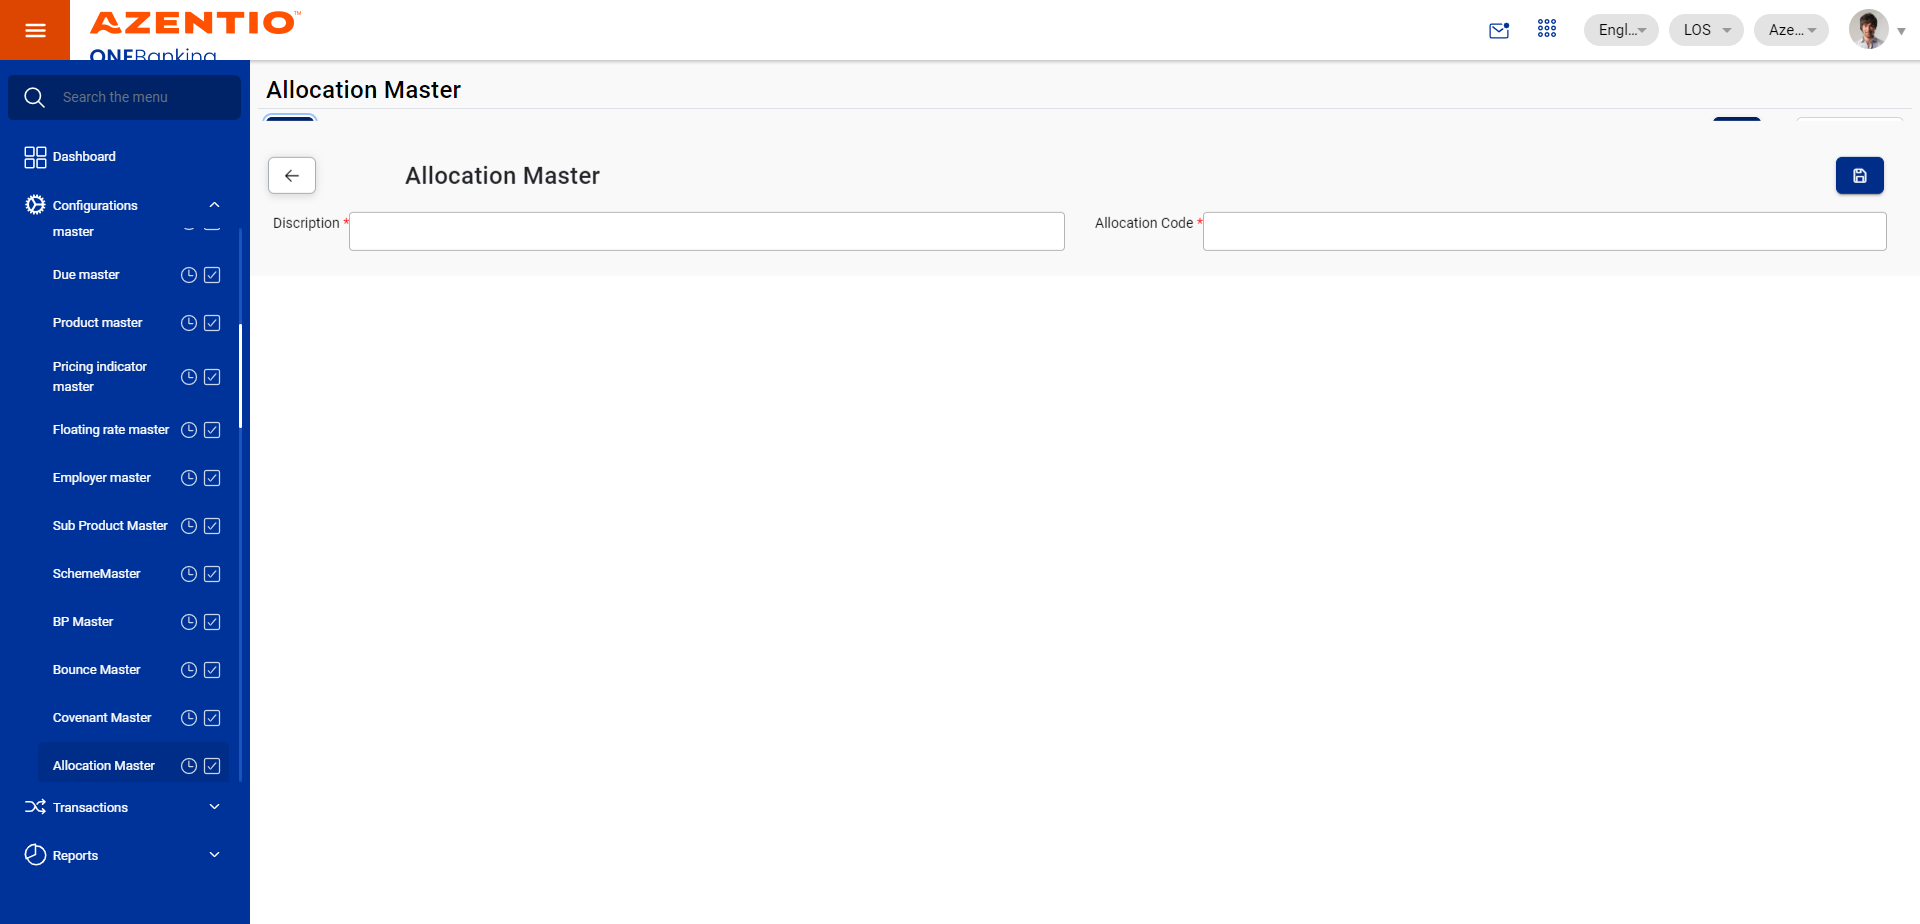 AZENTIO™
ONEBanking
Engl...
LOS
Aze...
Search the menu
Dashboard
Configurations
master
Due master
Product master
Pricing indicator
master
Floating rate master
Employer master
Sub Product Master
SchemeMaster
BP Master
Bounce Master
Covenant Master
Allocation Master
Transactions
Reports
Allocation Master
Allocation Master
Discription *
Allocation Code *